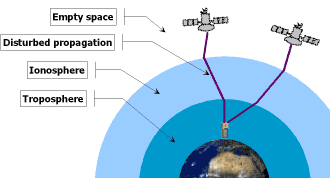 Empty space
Disturbed propagation
Ionosphere
Troposphere